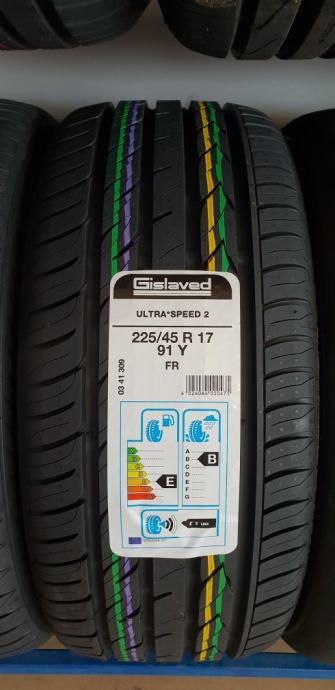 Gislaved
ULTRA*SPEED 2
225/45 R 17
91 Y
FR
03 41 309
A
B
C
D
E
F
G
B
E